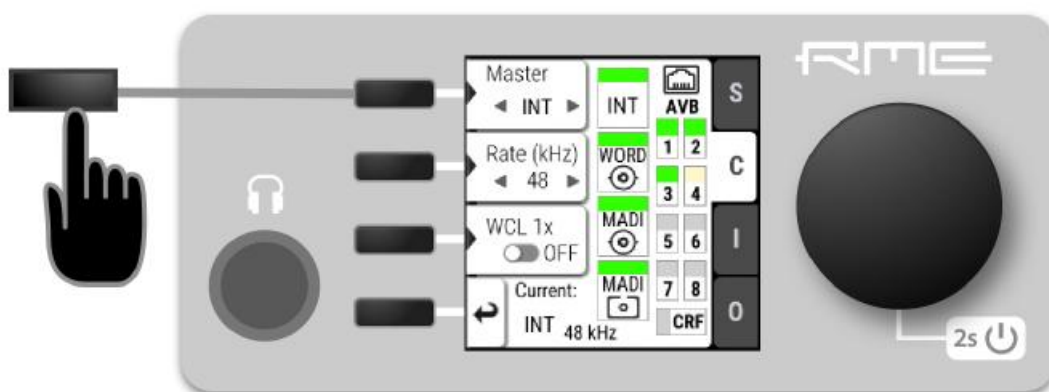 RME
Master
INT
Rate (kHz)
48
WCL 1x
OFF
Current:
INT 48 kHz
INT
WORD
MADI
MADI
AVB
1 2
3 4
5 6
7 8
CRF
S
C
I
O
2s